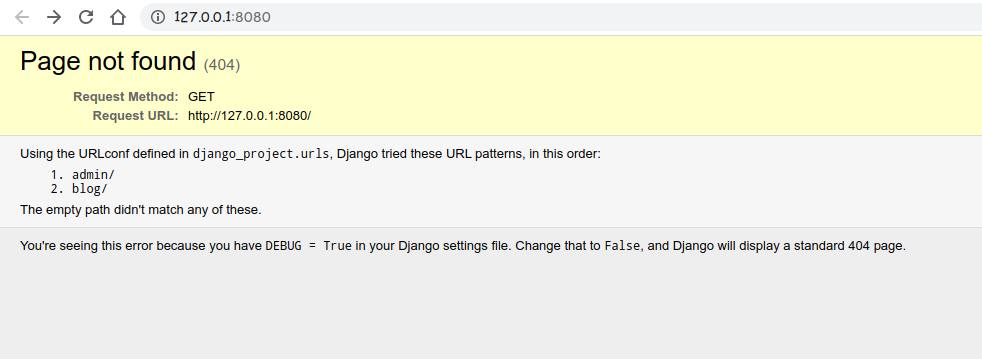 127.0.0.1:8080
Page not found (404)
Request Method: GET
Request URL: http://127.0.0.1:8080/
Using the URLconf defined in django_project.urls, Django tried these URL patterns, in this order:
1. admin/
2. blog/
The empty path didn't match any of these.
You're seeing this error because you have DEBUG = True in your Django settings file. Change that to False, and Django will display a standard 404 page.